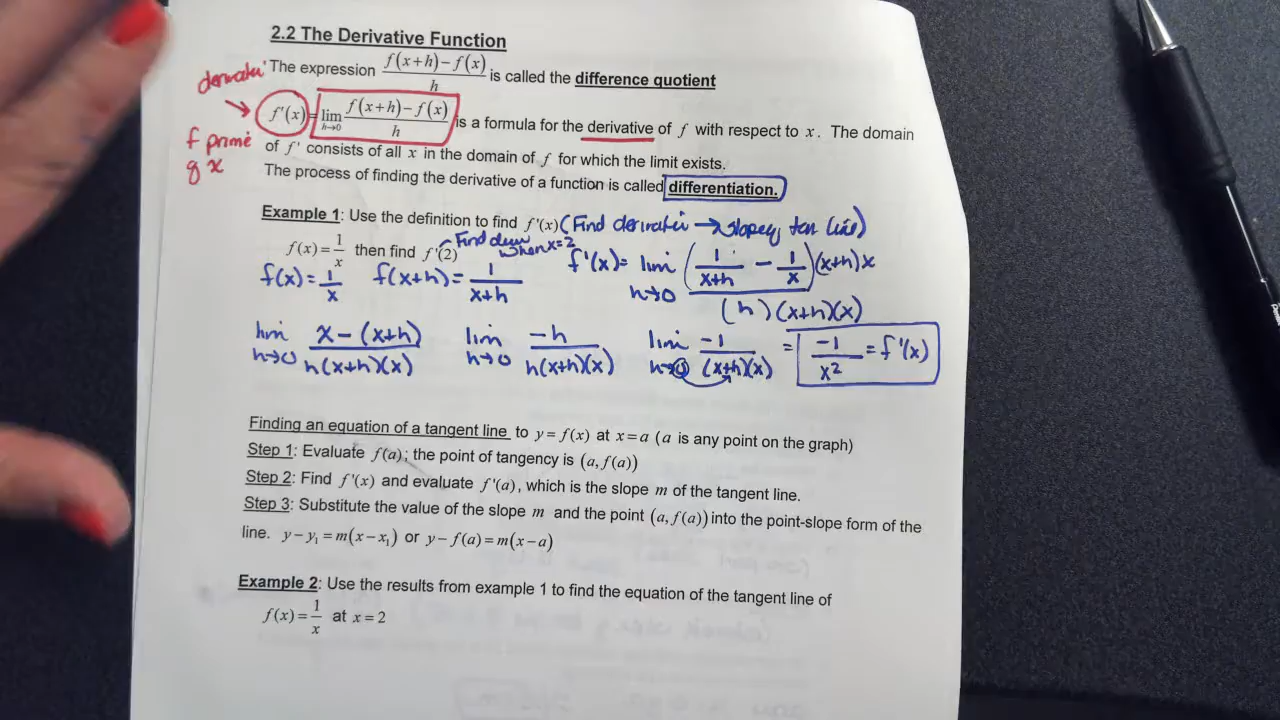 2.2 The Derivative Function
The expression f(x+h)−f(x)/h is called the difference quotient
f'(x) = lim h→0 f(x+h)−f(x)/h is a formula for the derivative of f with respect to x. The domain
f prime
of f' consists of all x in the domain of f for which the limit exists.
x
The process of finding the derivative of a function is called differentiation.
Example 1: Use the definition to find f'(x) (Find → slope tan line)
f(x) = 1/x then find f'(2) Find when x=2
f(x) = 1/x f(x+h) = 1/x+h f'(x) = lim h→0 (1/x+h − 1/x)(x+h)x / (h)(x+h)(x)
lim h→0 x−(x+h)/h(x+h)(x) lim h→0 −h/h(x+h)(x) lim h→0 −1/(x+h)(x) = −1/x² = f'(x)
Finding an equation of a tangent line to y = f(x) at x = a (a is any point on the graph)
Step 1: Evaluate f(a); the point of tangency is (a, f(a))
Step 2: Find f'(x) and evaluate f'(a), which is the slope m of the tangent line.
Step 3: Substitute the value of the slope m and the point (a, f(a)) into the point-slope form of the
line. y−y₁ = m(x−x₁) or y−f(a) = m(x−a)
Example 2: Use the results from example 1 to find the equation of the tangent line of
f(x) = 1/x at x = 2